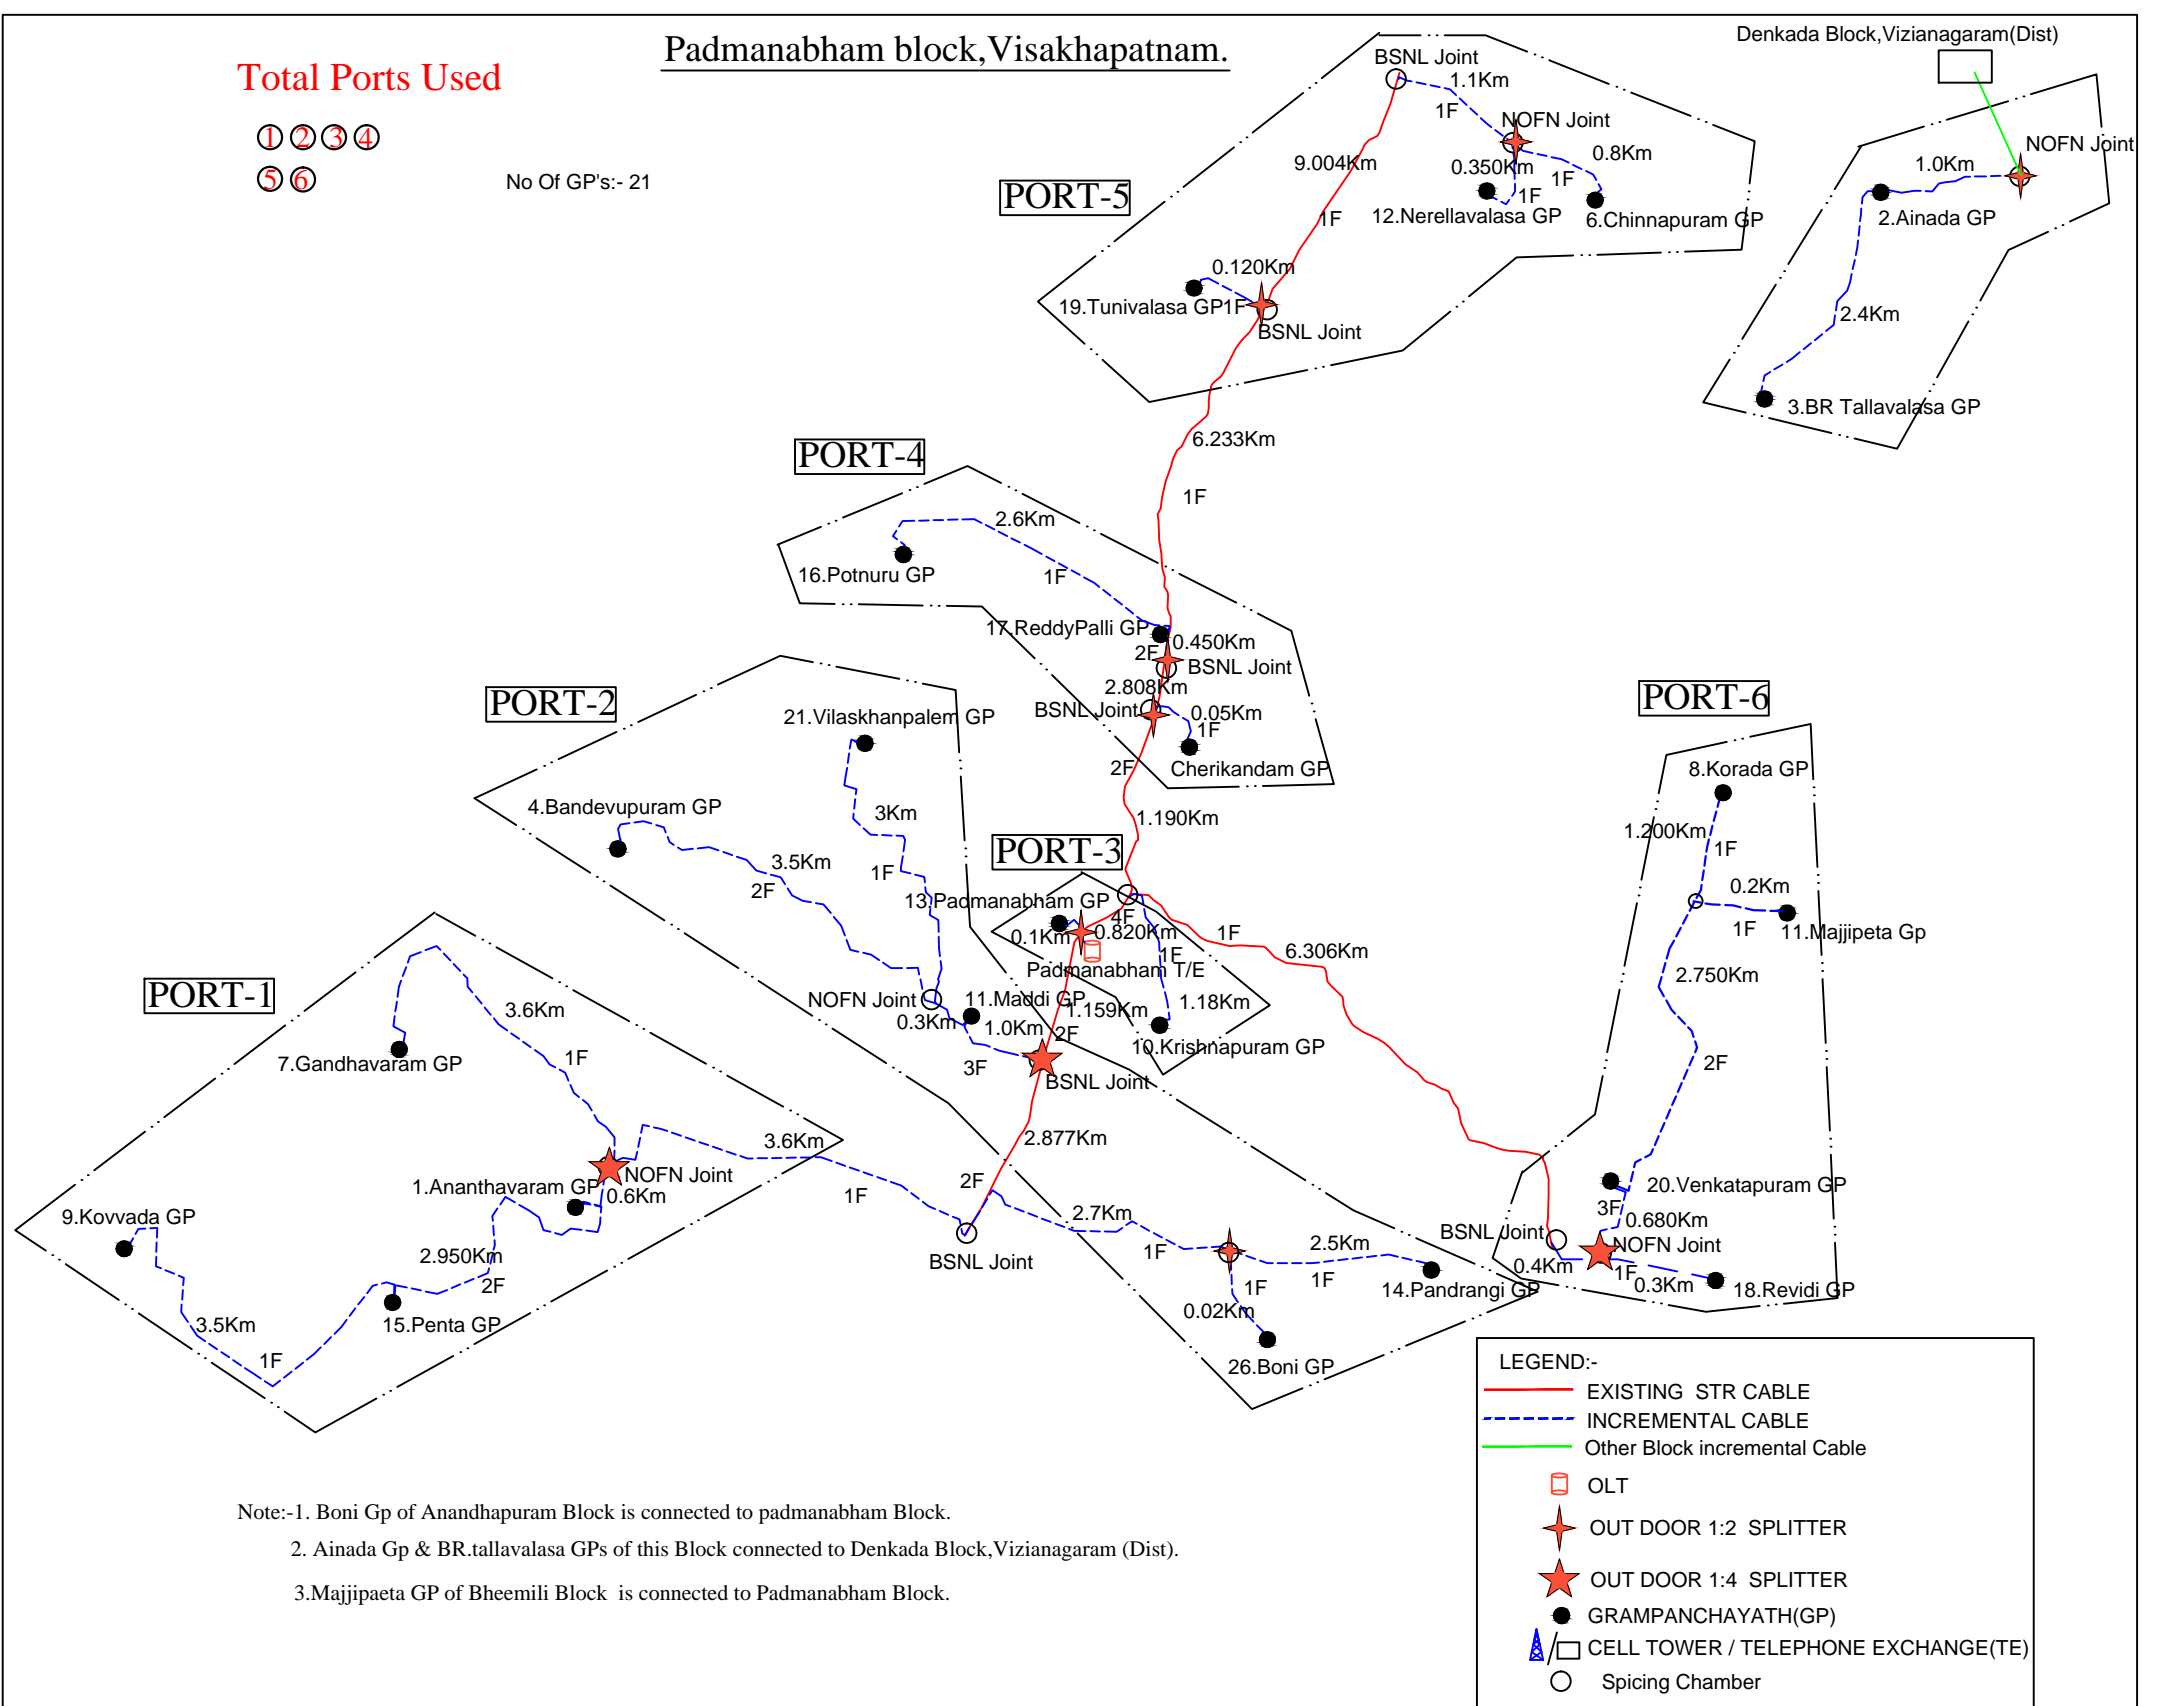 Padmanabham block,Visakhapatnam.
Denkada Block,Vizianagaram(Dist)
Total Ports Used
1 2 3 4
5 6
No Of GP's:- 21
PORT-5
BSNL Joint
1.1Km
1F
NOFN Joint
9.004Km
0.350Km
0.8Km
1F
1F
1F
12.Nerellavalasa GP
6.Chinnapuram GP
0.120Km
19.Tunivalasa GP
1F
BSNL Joint
NOFN Joint
1.0Km
2.Ainada GP
2.4Km
3.BR Tallavalasa GP
6.233Km
1F
PORT-4
2.6Km
1F
16.Potnuru GP
17.ReddyPalli GP
0.450Km
2F
BSNL Joint
2.808Km
BSNL Joint
0.05Km
1F
Cherikandam GP
2F
1.190Km
PORT-2
21.Vilaskhanpalem GP
4.Bandevupuram GP
3Km
3.5Km
2F
1F
NOFN Joint
11.Maddi GP
0.3Km
1.0Km
3F
BSNL Joint
PORT-3
13.Padmanabham GP
4F
0.1Km
0.820Km
1F
Padmanabham T/E
1.159Km
1.18Km
2F
10.Krishnapuram GP
1F
6.306Km
PORT-6
8.Korada GP
1.200Km
1F
0.2Km
1F
11.Majjipeta Gp
2.750Km
2F
20.Venkatapuram GP
3F
0.680Km
BSNL Joint
NOFN Joint
0.4Km
1F
0.3Km
18.Revidi GP
PORT-1
3.6Km
1F
7.Gandhavaram GP
3.6Km
NOFN Joint
1.Ananthavaram GP
0.6Km
1F
9.Kovvada GP
2.950Km
2F
3.5Km
15.Penta GP
1F
2.877Km
2F
BSNL Joint
2.7Km
1F
2.5Km
1F
1F
14.Pandrangi GP
0.02Km
26.Boni GP
LEGEND:-
EXISTING STR CABLE
INCREMENTAL CABLE
Other Block incremental Cable
OLT
OUT DOOR 1:2 SPLITTER
OUT DOOR 1:4 SPLITTER
GRAMPANCHAYATH(GP)
CELL TOWER / TELEPHONE EXCHANGE(TE)
Spicing Chamber
Note:-1. Boni Gp of Anandhapuram Block is connected to padmanabham Block.
2. Ainada Gp & BR.tallavalasa GPs of this Block connected to Denkada Block,Vizianagaram (Dist).
3.Majjipaeta GP of Bheemili Block is connected to Padmanabham Block.